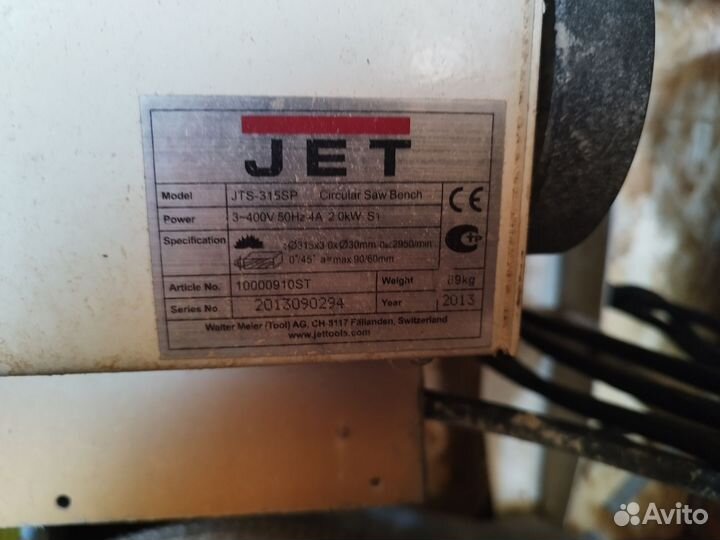 JET
Model JTS-315SP Circular Saw Bench
Power 3~400V 50Hz 4A 2.0kW S1
Specification :Ø315x3.0xØ30mm, n₀:2950/min
0°/45° a=max.90/60mm
Article No. 10000910ST Weight 89kg
Series No. 2013090294 Year 2013
Walter Meier (Tool) AG, CH-8117 Fällanden, Switzerland
www.jettools.com
CE
Avito